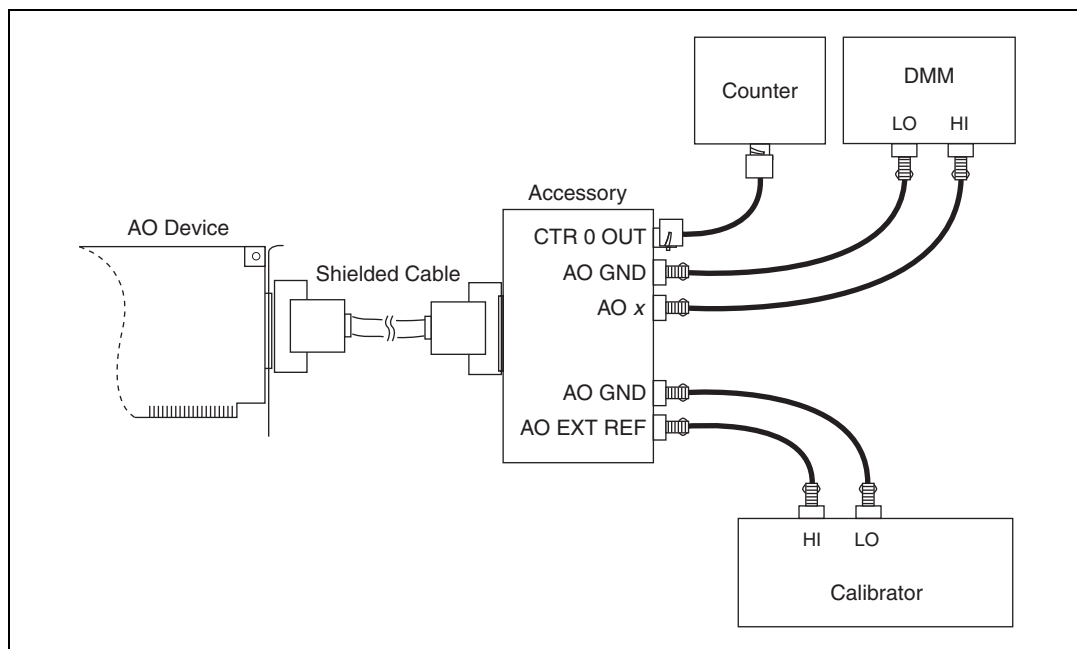 Counter
DMM
LO HI
Accessory
AO Device
CTR 0 OUT
Shielded Cable
AO GND
AO x
AO GND
AO EXT REF
HI LO
Calibrator